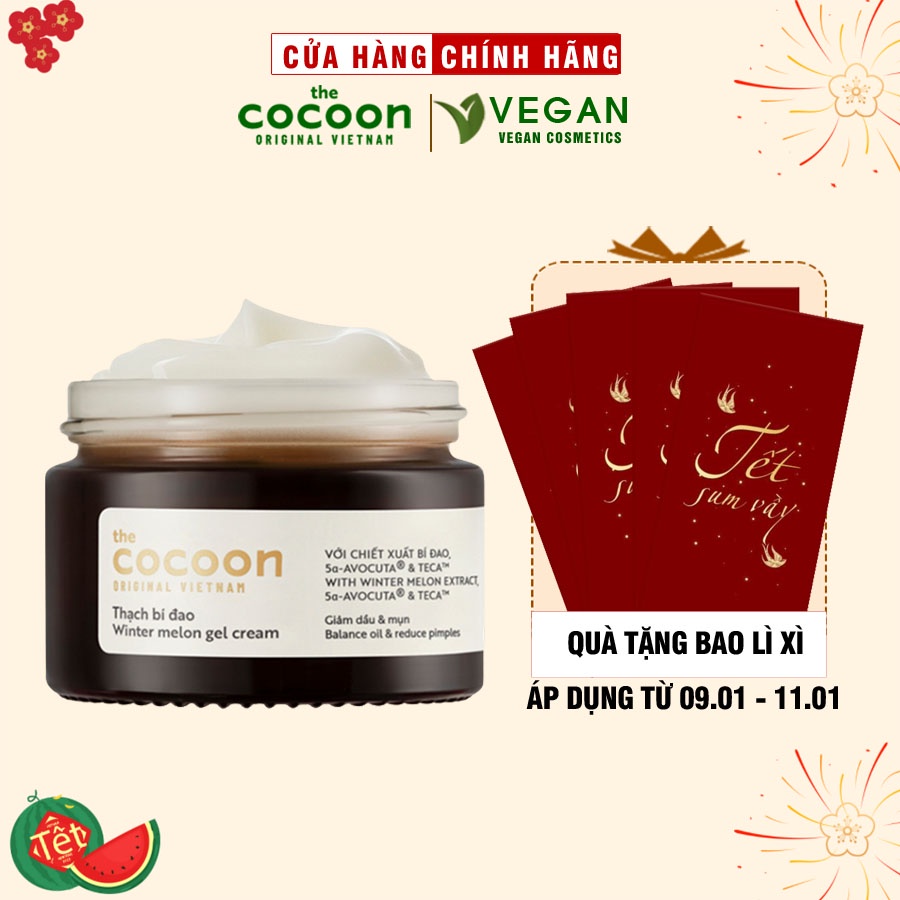 CỬA HÀNG CHÍNH HÃNG
the
cocoon
ORIGINAL VIETNAM
VEGAN
VEGAN COSMETICS
the
cocoon
ORIGINAL VIETNAM
Thạch bí đao
Winter melon gel cream
VỚI CHIẾT XUẤT BÍ ĐAO,
5α-AVOCUTA® & TECA™
WITH WINTER MELON EXTRACT,
5α-AVOCUTA® & TECA™
Giảm dầu & mụn
Balance oil & reduce pimples
Tết
sum vầy
QUÀ TẶNG BAO LÌ XÌ
ÁP DỤNG TỪ 09.01 - 11.01
Tết